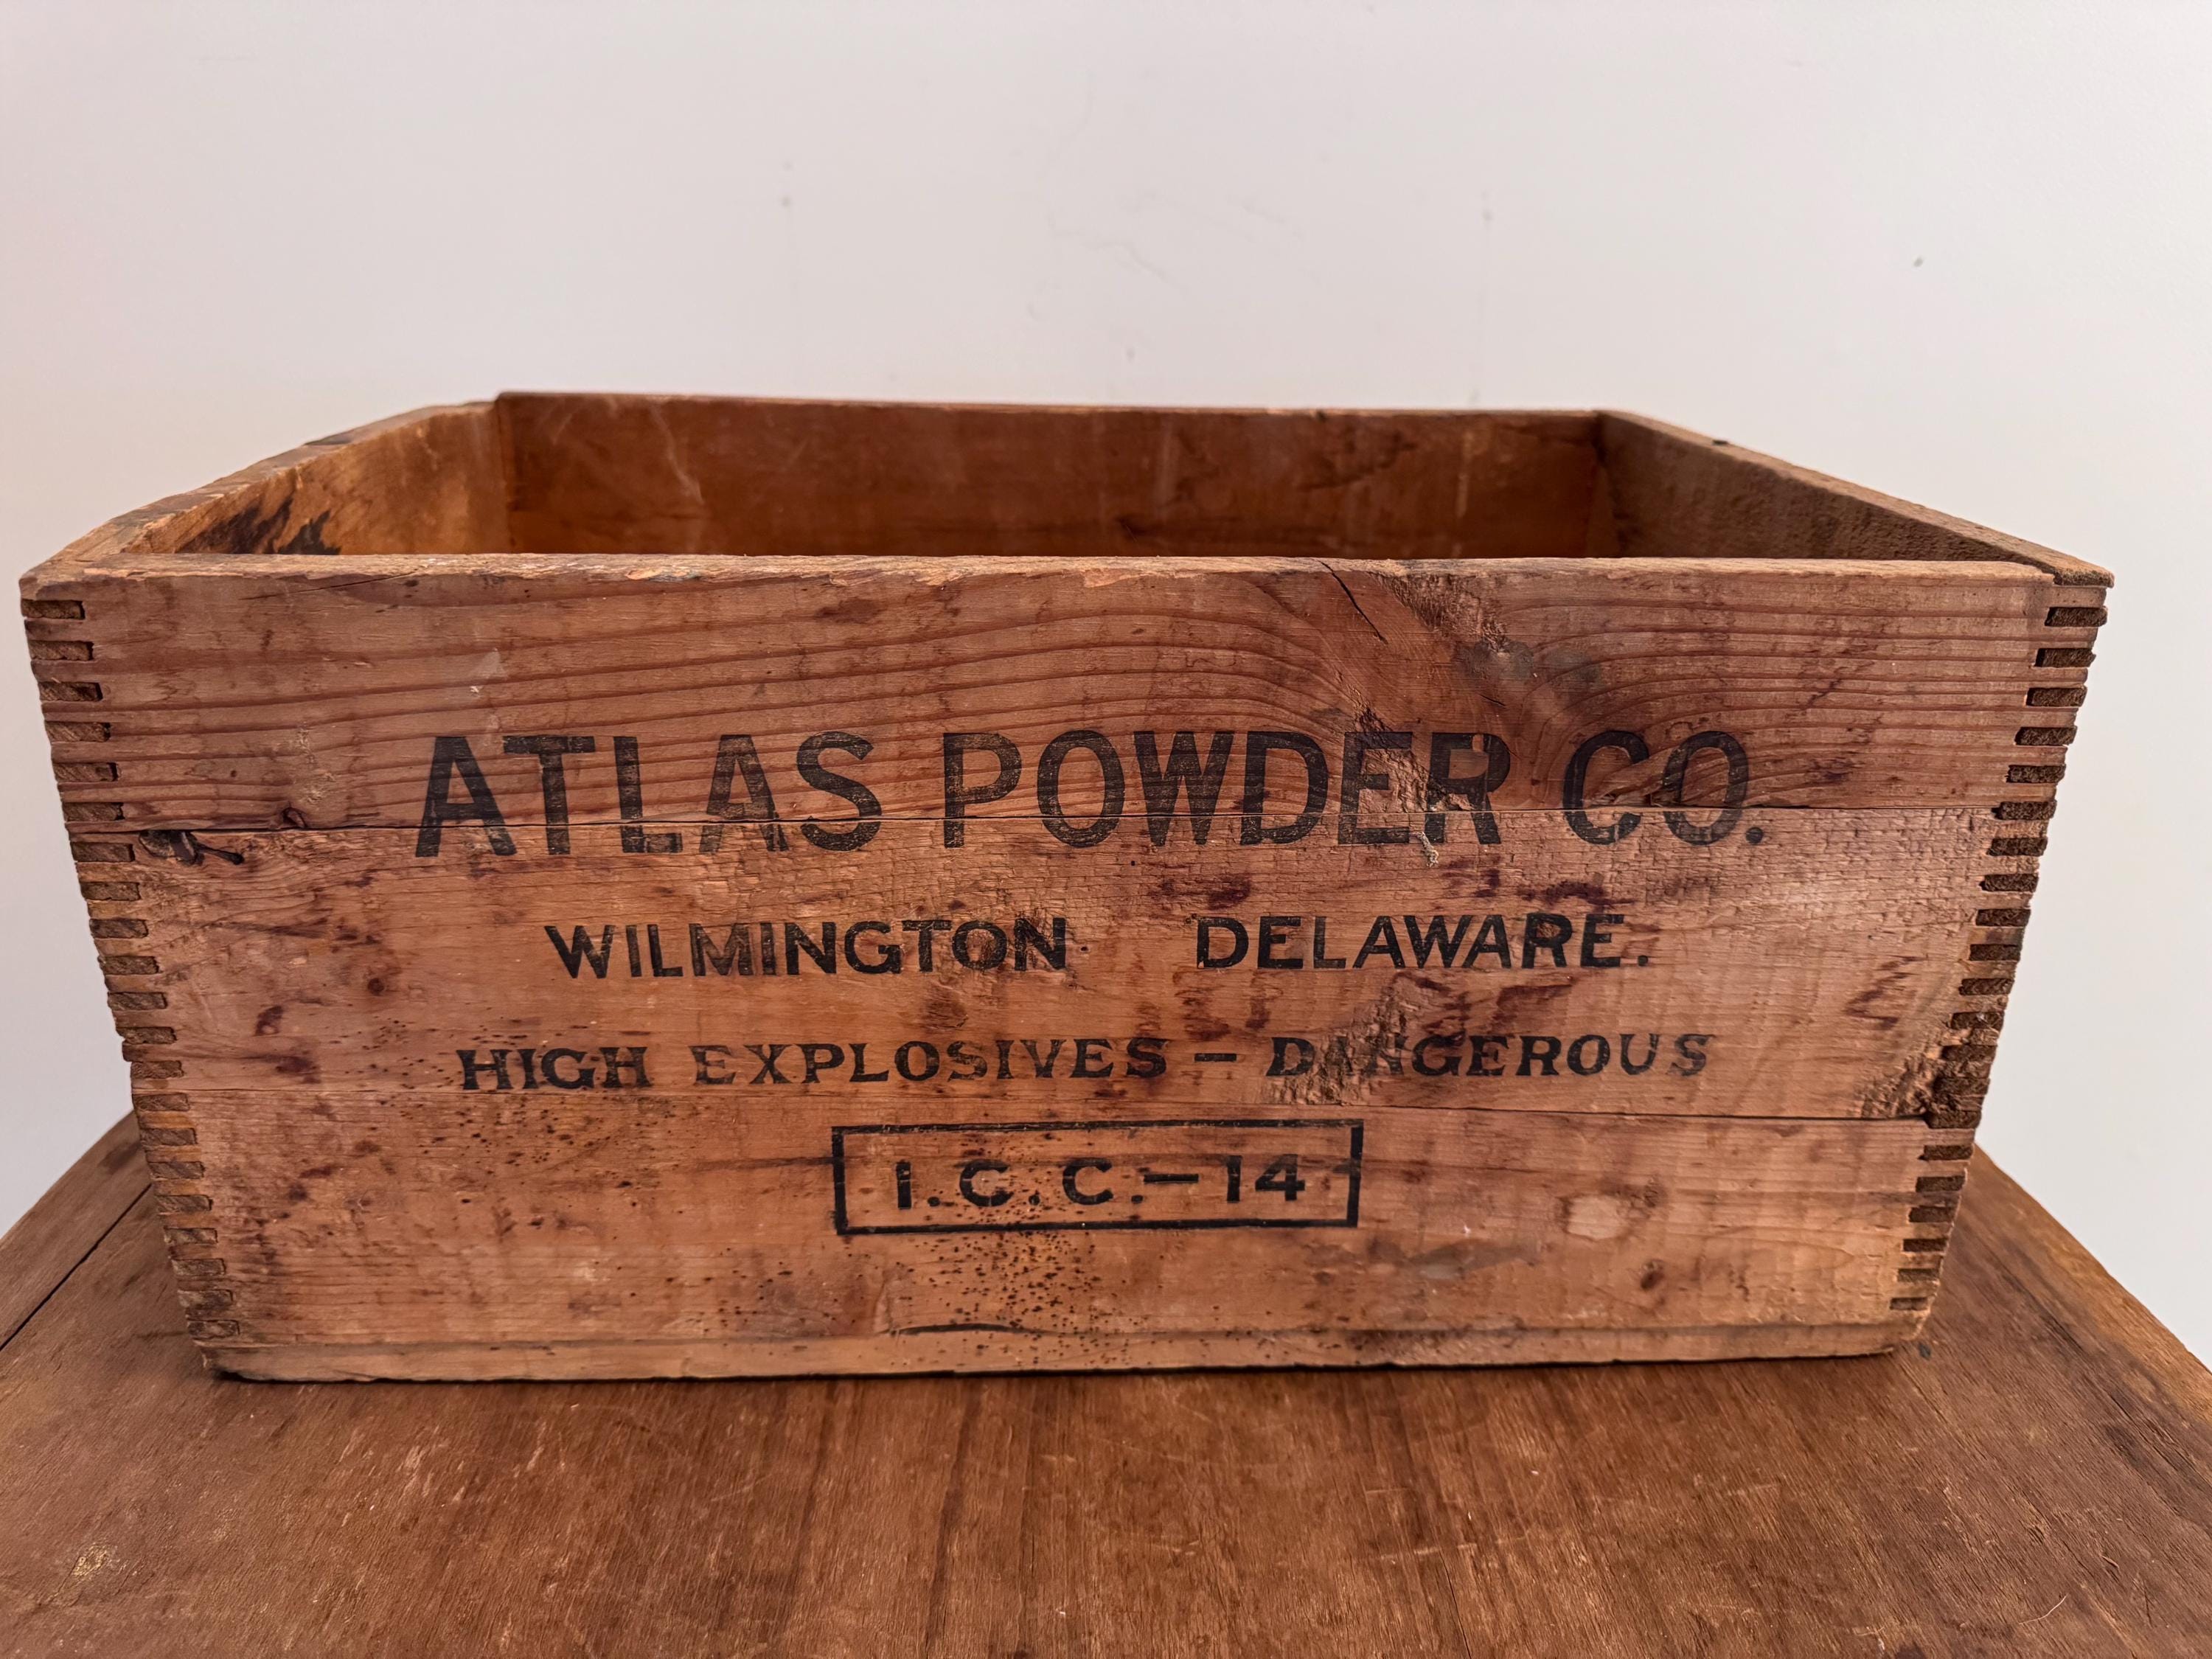 ATLAS POWDER CO.
WILMINGTON DELAWARE.
HIGH EXPLOSIVES – DANGEROUS
I.C.C.–14